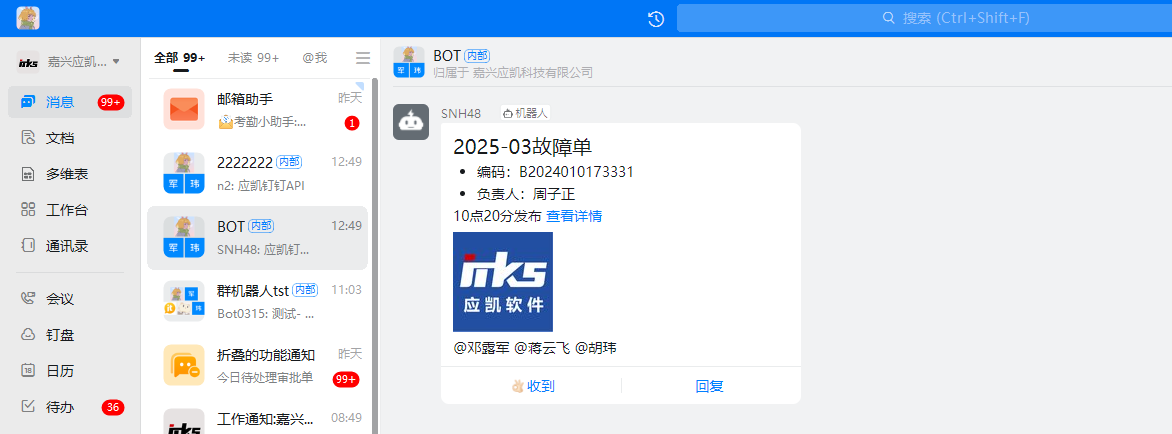 搜索 (Ctrl+Shift+F)
iiks 嘉兴应凯...
消息 99+
文档
多维表
工作台
通讯录
会议
钉盘
日历
待办 36
全部 99+ 未读 99+ @我
邮箱助手 昨天
考勤小助手:... 1
2222222 内部 12:49
军 玮 n2: 应凯钉钉API
BOT 内部 12:49
军 玮 SNH48: 应凯钉...
群机器人tst 内部 11:03
Bot0315: 测试- ...
折叠的功能通知 昨天
今日待处理审批单 99+
工作通知:嘉兴... 08:49
BOT 内部
军 玮 归属于 嘉兴应凯科技有限公司
SNH48 机器人
2025-03故障单
• 编码：B2024010173331
• 负责人：周子正
10点20分发布 查看详情
iiks
应凯软件
@邓露军 @蒋云飞 @胡玮
👌收到 回复